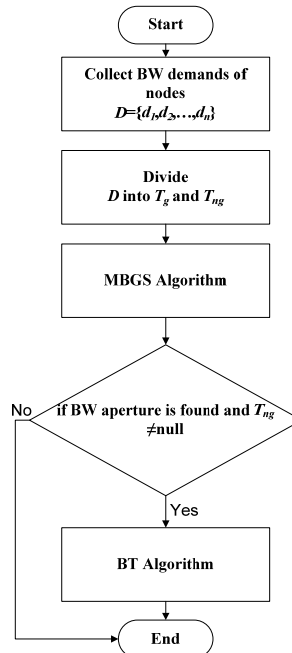 Start
Collect BW demands of
nodes
D={d1,d2,…,dn}
Divide
D into Tg and Tng
MBGS Algorithm
No
if BW aperture is found and Tng
≠null
Yes
BT Algorithm
End